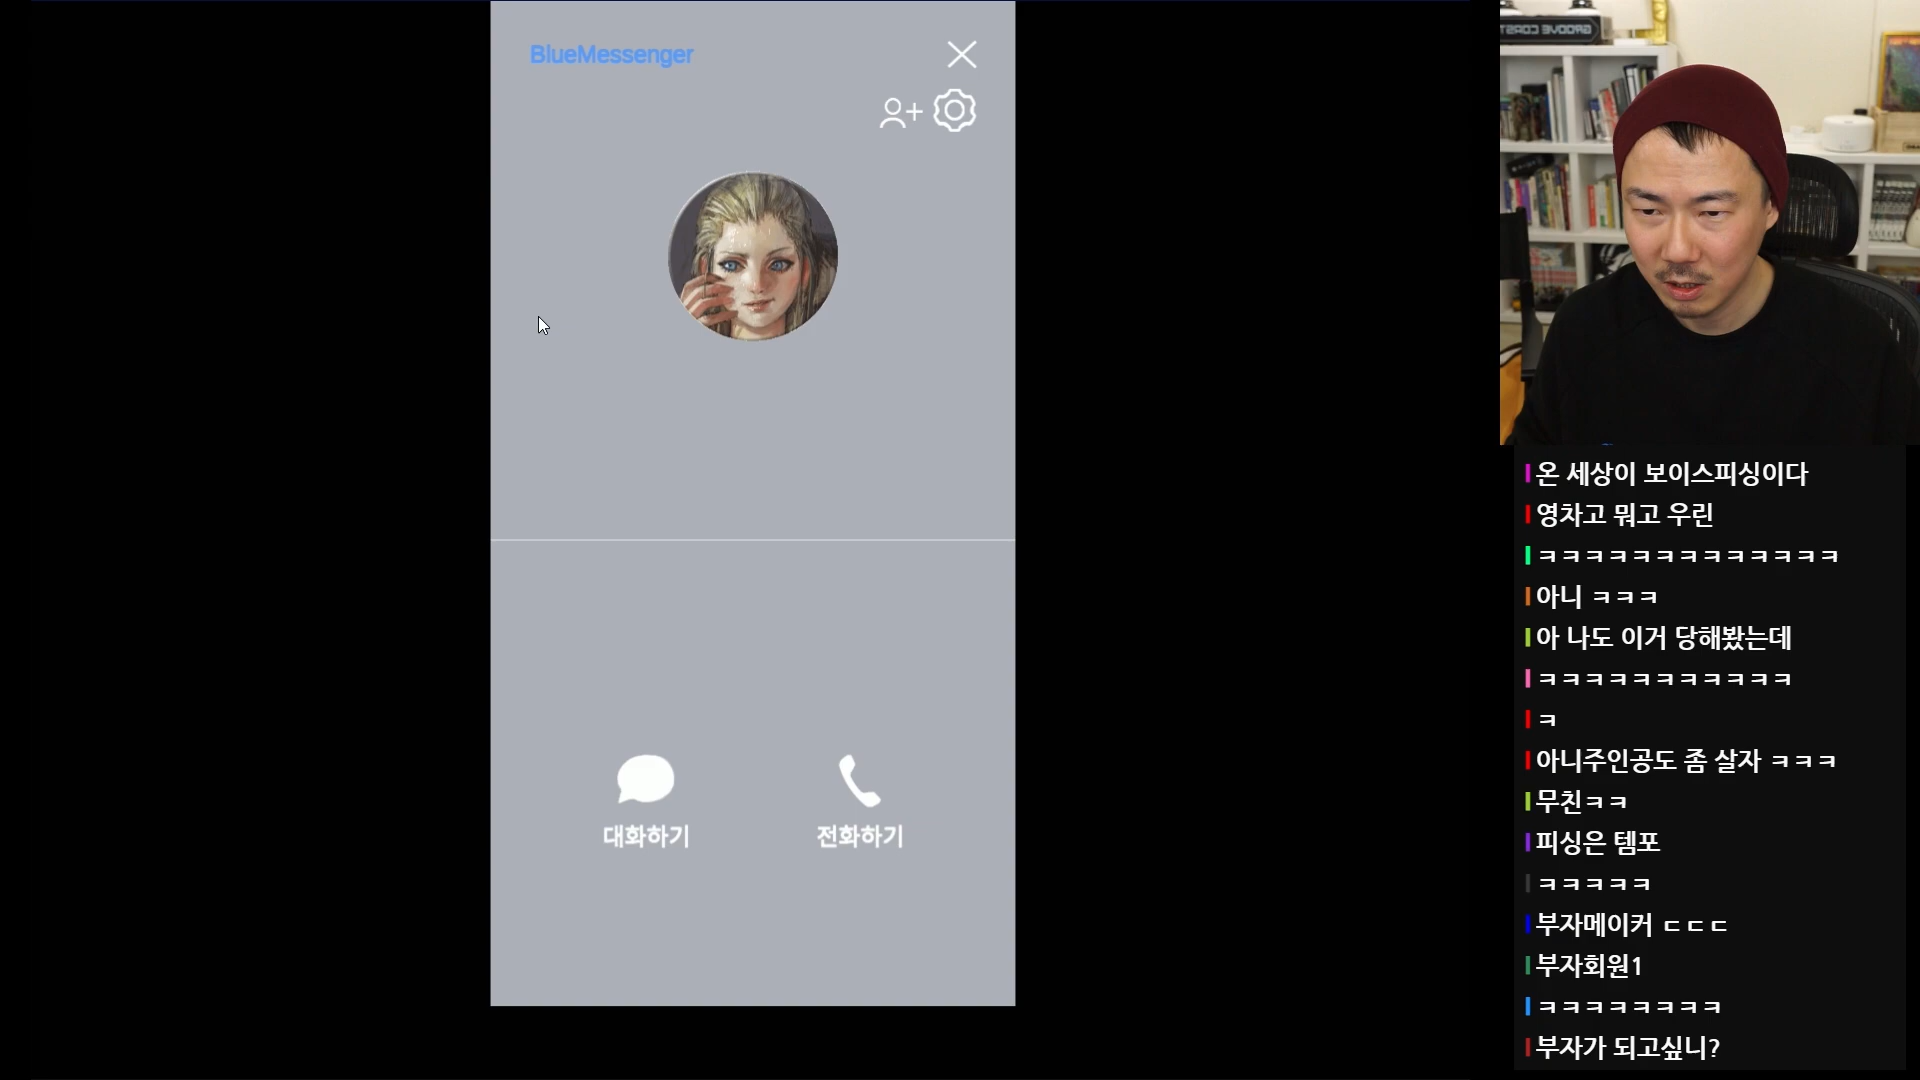 BlueMessenger
대화하기
전화하기
GROOVE COAST
온 세상이 보이스피싱이다
영차고 뭐고 우린
ㅋㅋㅋㅋㅋㅋㅋㅋㅋㅋㅋㅋㅋ
아니 ㅋㅋㅋ
아 나도 이거 당해봤는데
ㅋㅋㅋㅋㅋㅋㅋㅋㅋㅋㅋ
ㅋ
아니주인공도 좀 살자 ㅋㅋㅋ
무친ㅋㅋ
피싱은 템포
ㅋㅋㅋㅋㅋ
부자메이커 ㄷㄷㄷ
부자회원1
ㅋㅋㅋㅋㅋㅋㅋㅋ
부자가 되고싶니?